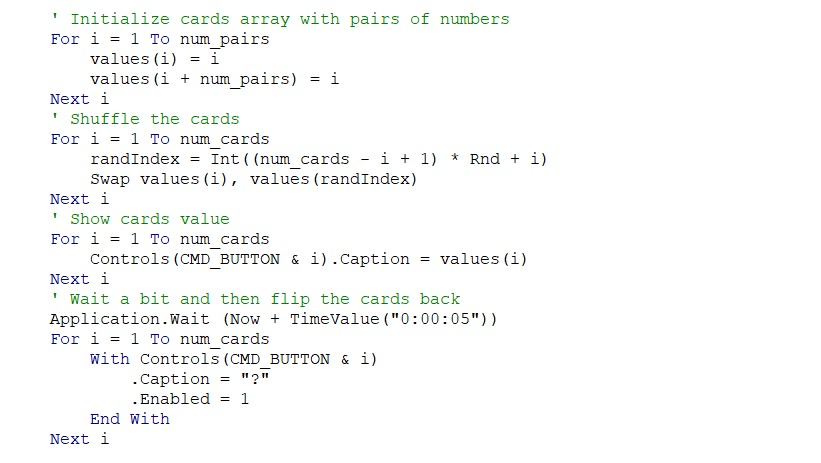 ' Initialize cards array with pairs of numbers
For i = 1 To num_pairs
    values(i) = i
    values(i + num_pairs) = i
Next i
' Shuffle the cards
For i = 1 To num_cards
    randIndex = Int((num_cards - i + 1) * Rnd + i)
    Swap values(i), values(randIndex)
Next i
' Show cards value
For i = 1 To num_cards
    Controls(CMD_BUTTON & i).Caption = values(i)
Next i
' Wait a bit and then flip the cards back
Application.Wait (Now + TimeValue("0:00:05"))
For i = 1 To num_cards
    With Controls(CMD_BUTTON & i)
        .Caption = "?"
        .Enabled = 1
    End With
Next i